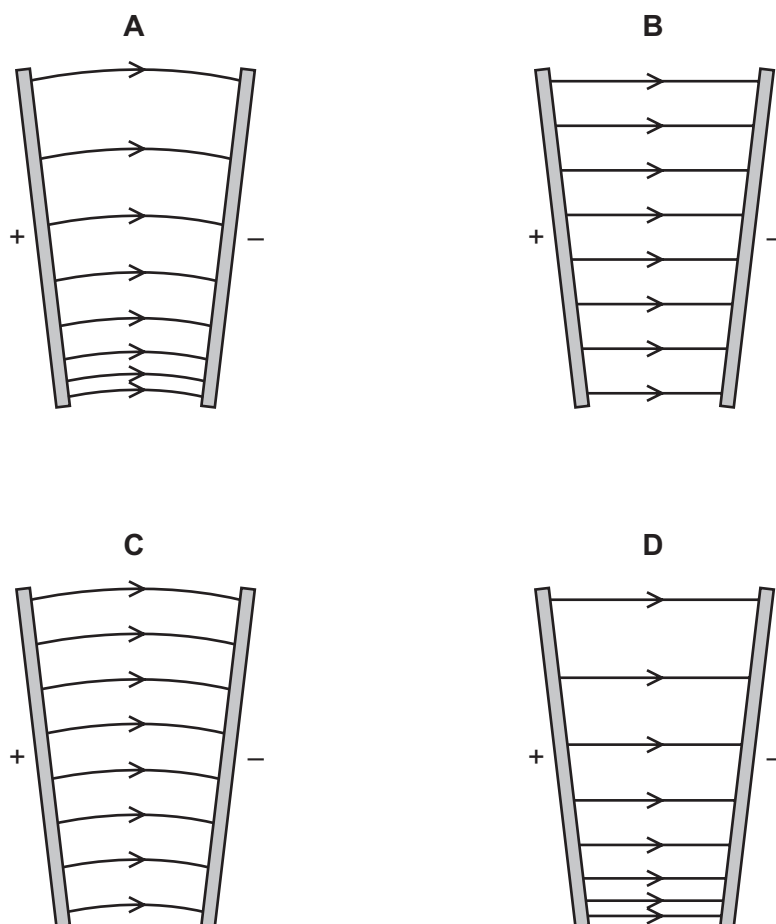 A B
+ – + –
C D
+ – + –